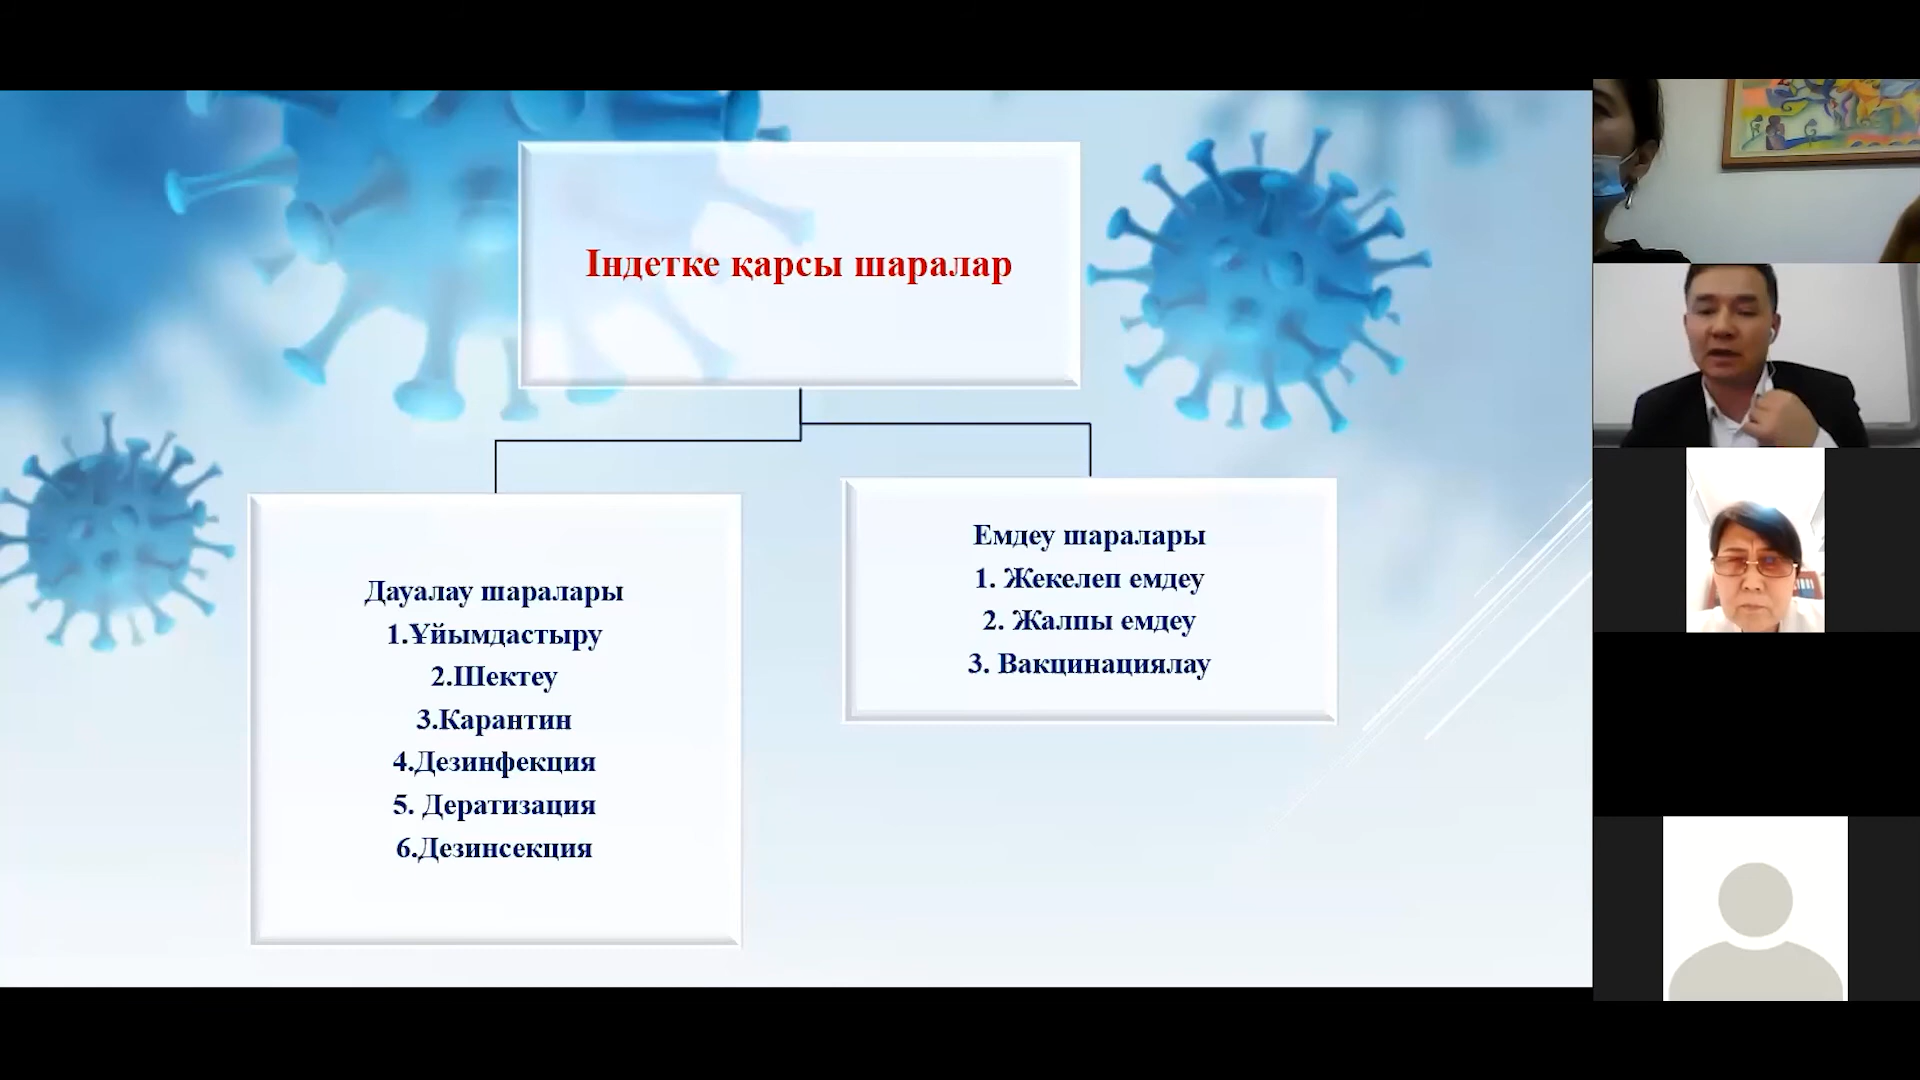 Індетке қарсы шаралар
Дауалау шаралары
1.Ұйымдастыру
2.Шектеу
3.Карантин
4.Дезинфекция
5. Дератизация
6.Дезинсекция
Емдеу шаралары
1. Жекелеп емдеу
2. Жалпы емдеу
3. Вакцинациялау